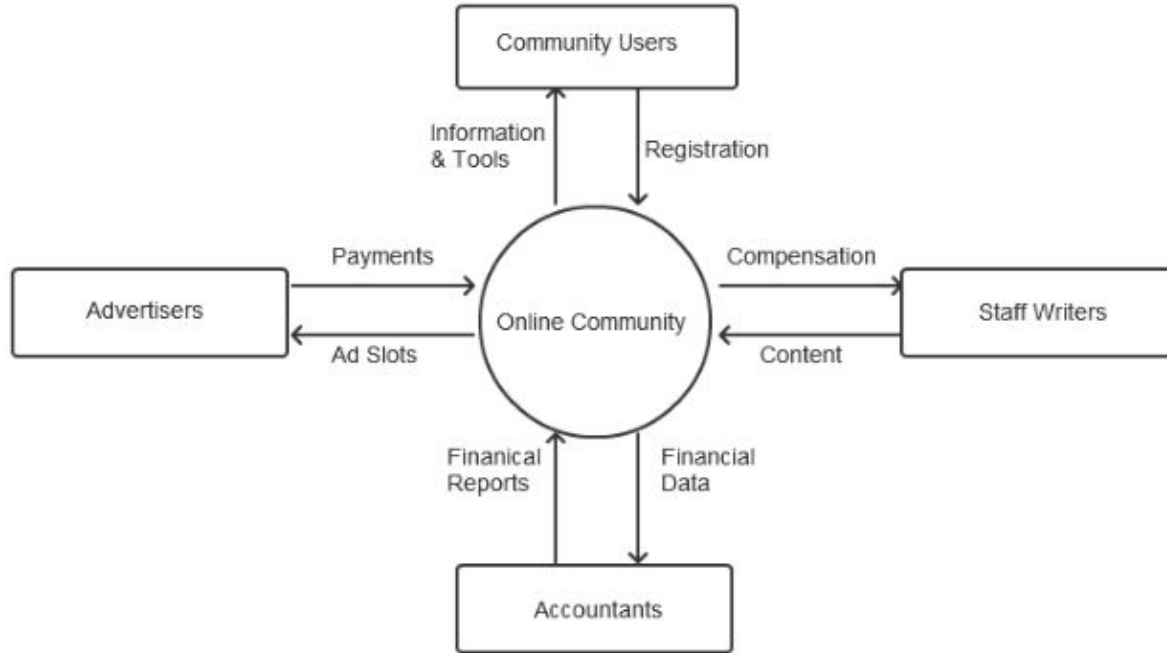 Community Users
Information
& Tools
Registration
Payments
Compensation
Advertisers
Online Community
Staff Writers
Ad Slots
Content
Finanical
Reports
Financial
Data
Accountants